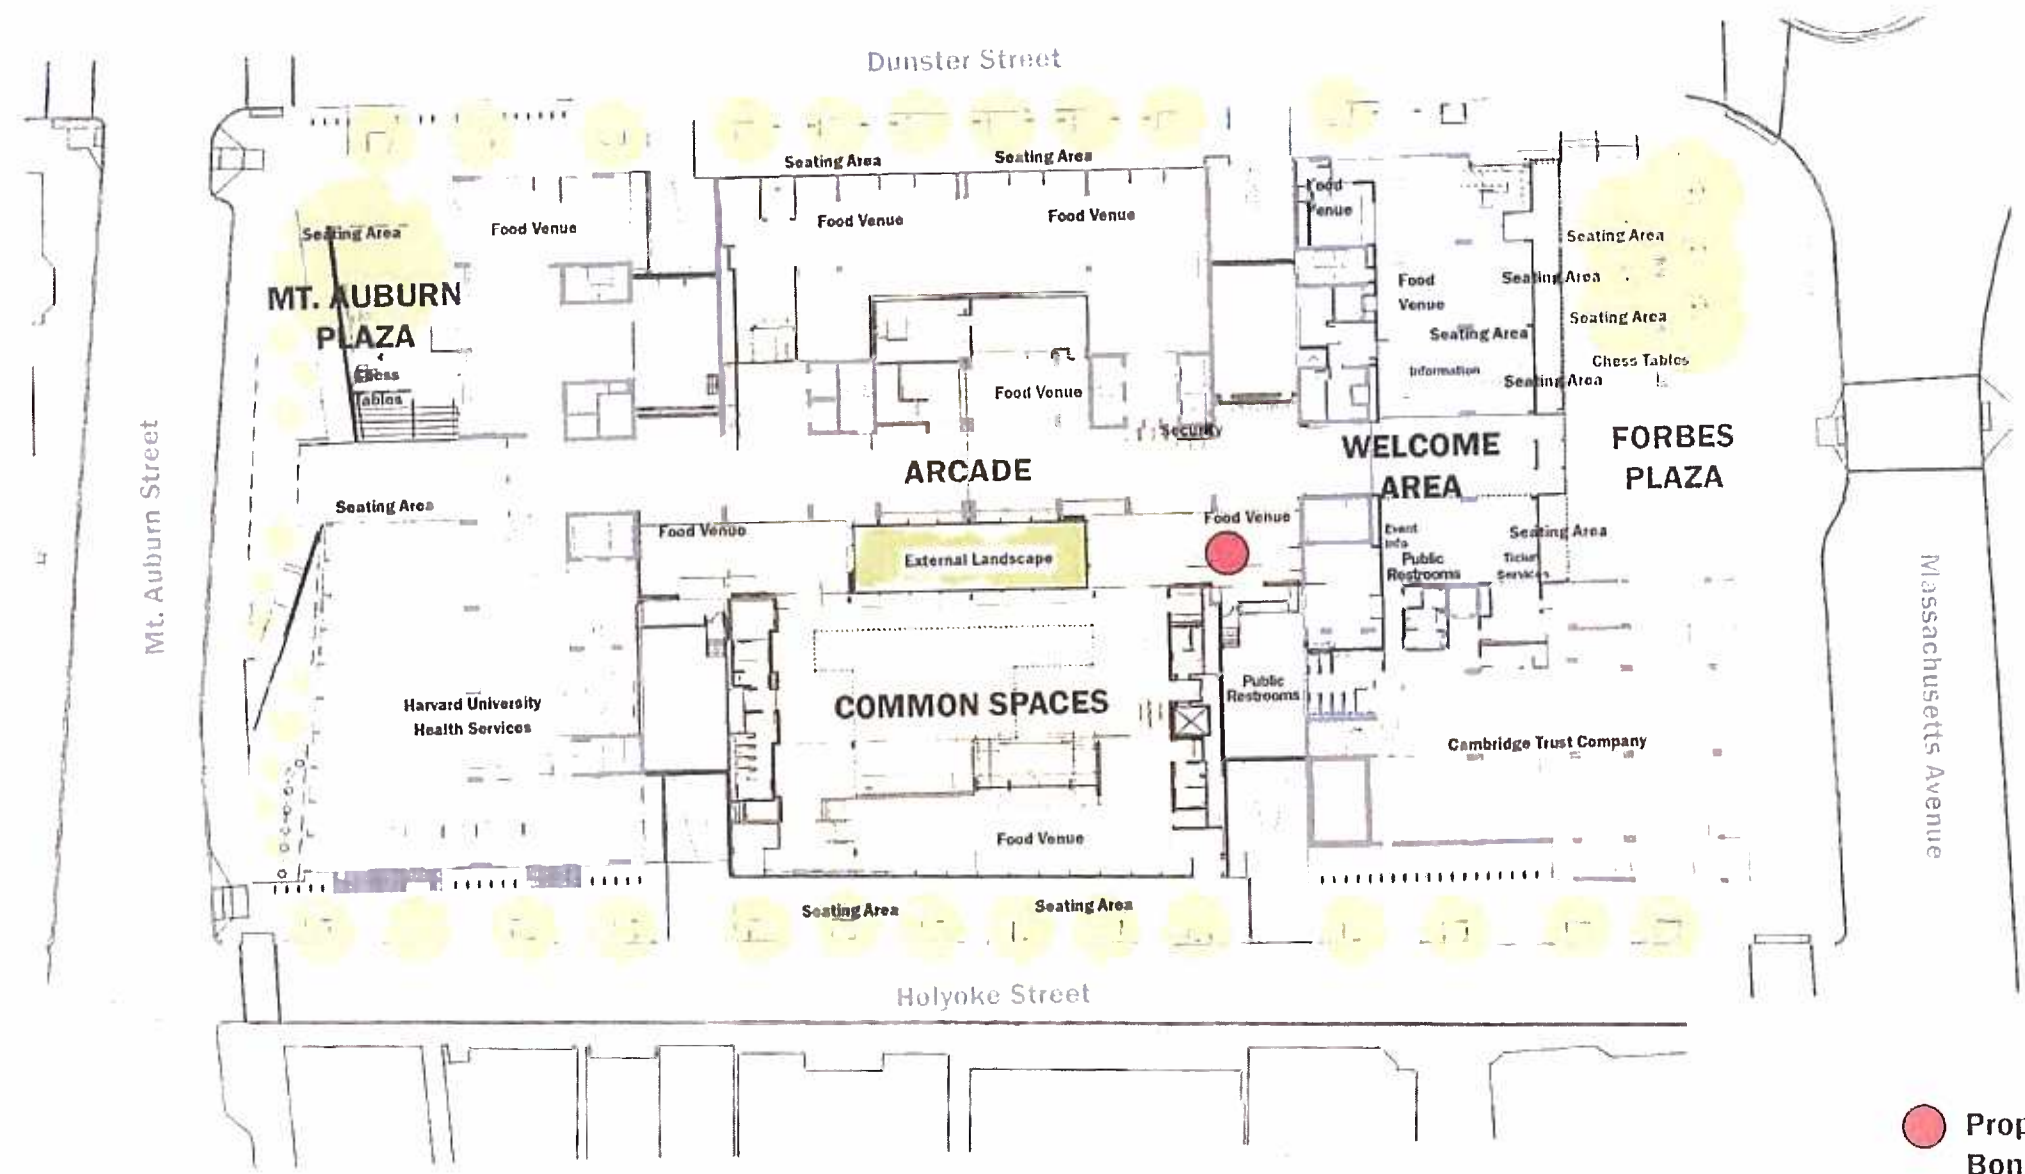 Dunster Street
Seating Area
Seating Area
Food
Venue
Food Venue
Food Venue
Food Venue
Seating Area
Seating Area
Food
Venue
Seating Area
Seating Area
Seating Area
MT. AUBURN
PLAZA
Chess
Tables
Food Venue
Information
Chess Tables
Seating Area
Security
ARCADE
WELCOME
AREA
FORBES
PLAZA
Mt. Auburn Street
Seating Area
Food Venue
External Landscape
Food Venue
Event
Info
Public
Restrooms
Seating Area
Ticket
Services
Massachusetts Avenue
Harvard University
Health Services
COMMON SPACES
Public
Restrooms
Cambridge Trust Company
Food Venue
Seating Area
Seating Area
Holyoke Street
Prop
Bon